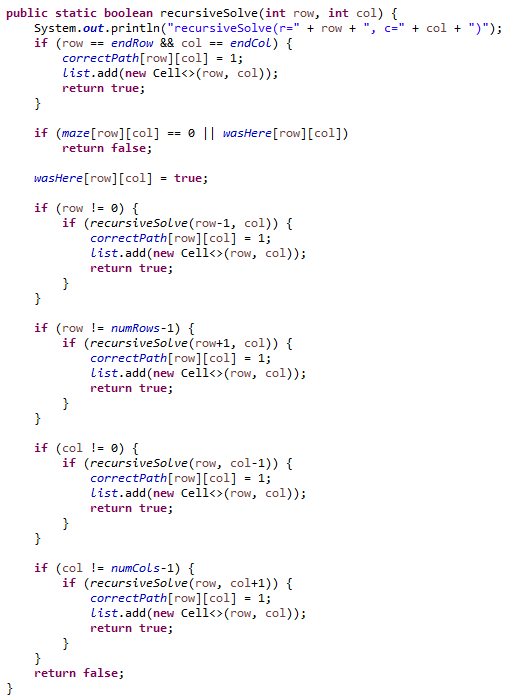 public static boolean recursiveSolve(int row, int col) {
    System.out.println("recursiveSolve(r=" + row + ", c=" + col + ")");
    if (row == endRow && col == endCol) {
        correctPath[row][col] = 1;
        list.add(new Cell<>(row, col));
        return true;
    }

    if (maze[row][col] == 0 || wasHere[row][col])
        return false;

    wasHere[row][col] = true;

    if (row != 0) {
        if (recursiveSolve(row-1, col)) {
            correctPath[row][col] = 1;
            list.add(new Cell<>(row, col));
            return true;
        }
    }

    if (row != numRows-1) {
        if (recursiveSolve(row+1, col)) {
            correctPath[row][col] = 1;
            list.add(new Cell<>(row, col));
            return true;
        }
    }

    if (col != 0) {
        if (recursiveSolve(row, col-1)) {
            correctPath[row][col] = 1;
            list.add(new Cell<>(row, col));
            return true;
        }
    }

    if (col != numCols-1) {
        if (recursiveSolve(row, col+1)) {
            correctPath[row][col] = 1;
            list.add(new Cell<>(row, col));
            return true;
        }
    }
    return false;
}